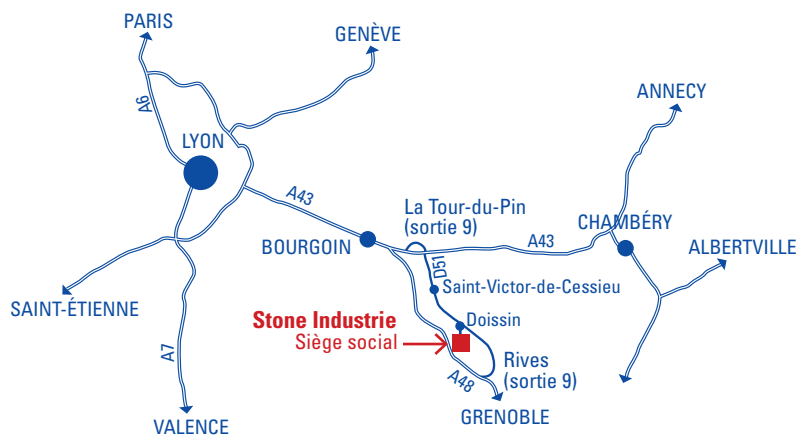 PARIS
GENÈVE
A6
ANNECY
LYON
A43
La Tour-du-Pin
(sortie 9)
CHAMBÉRY
BOURGOIN
A43
ALBERTVILLE
D51
Saint-Victor-de-Cessieu
SAINT-ÉTIENNE
Stone Industrie
Siège social
Doissin
A7
Rives
(sortie 9)
A48
GRENOBLE
VALENCE